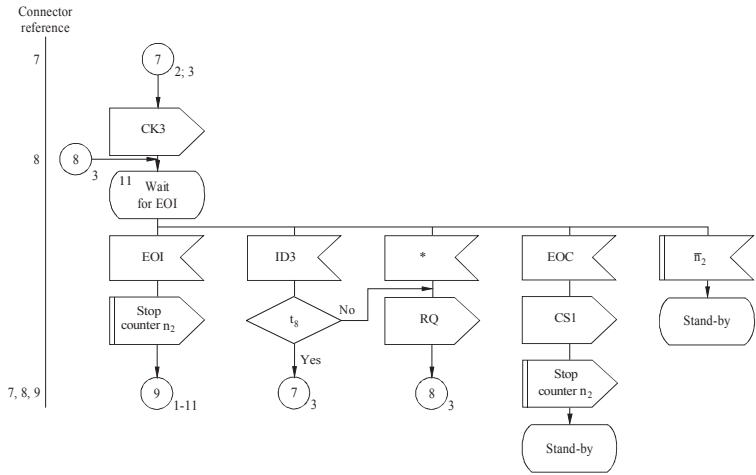 Connector
reference
7
7
2; 3
CK3
8
8
3
11
Wait
for EOI
EOI
ID3
*
EOC
n̅2
Stop
counter n2
t8
No
RQ
CS1
Stand-by
Yes
7, 8, 9
9
1-11
7
3
8
3
Stop
counter n2
Stand-by